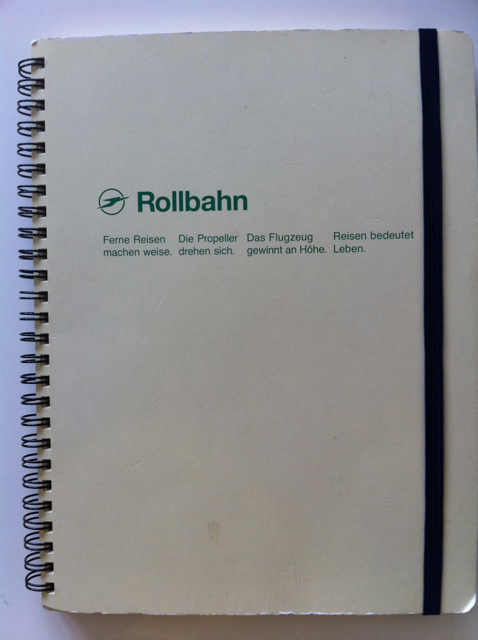 Rollbahn
Ferne Reisen
machen weise.
Die Propeller
drehen sich.
Das Flugzeug
gewinnt an Höhe.
Reisen bedeutet
Leben.